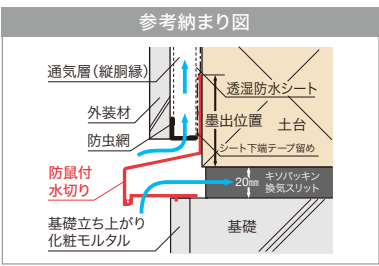 参考納まり図
通気層（縦胴縁）
透湿防水シート
外装材
墨出位置
土台
防虫網
シート下端テープ留め
防鼠付
水切り
20㎜
キソパッキン
換気スリット
基礎立ち上がり
化粧モルタル
基礎